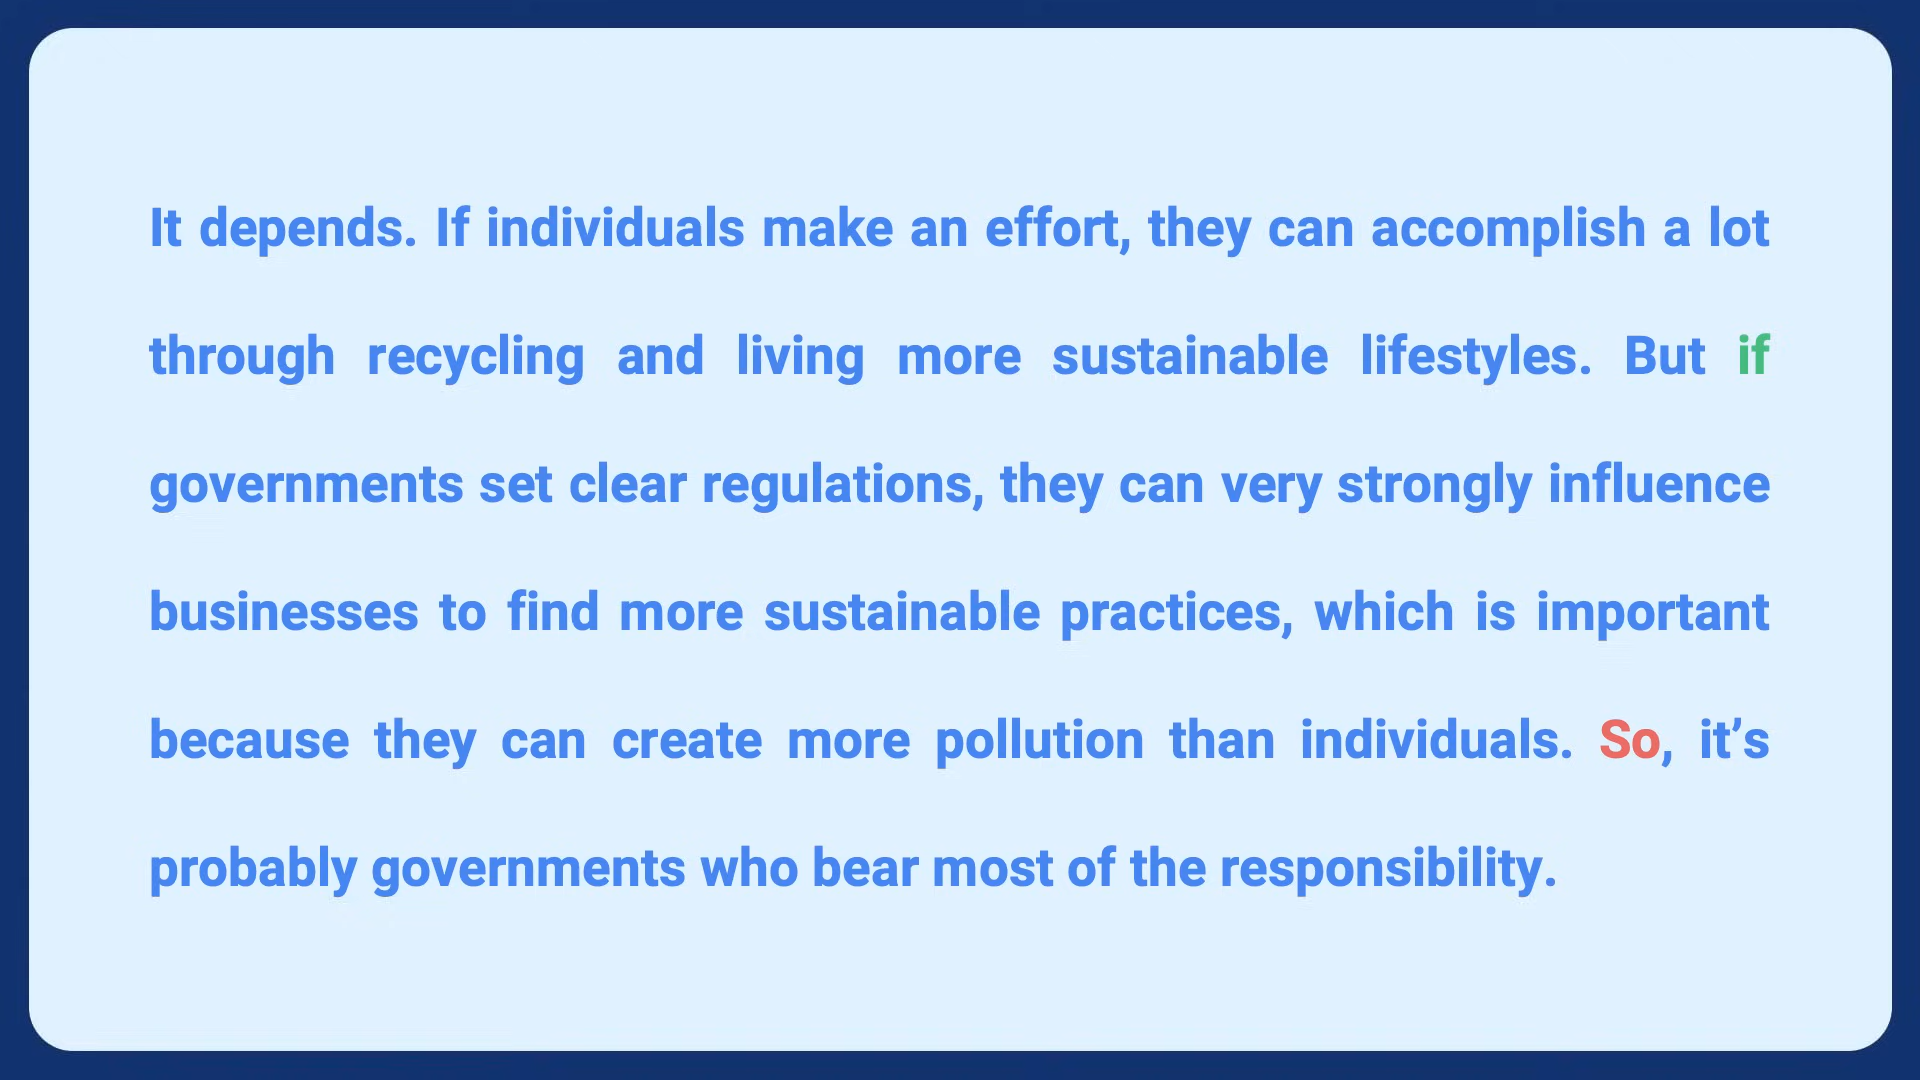 It depends. If individuals make an effort, they can accomplish a lot
through recycling and living more sustainable lifestyles. But if
governments set clear regulations, they can very strongly influence
businesses to find more sustainable practices, which is important
because they can create more pollution than individuals. So, it’s
probably governments who bear most of the responsibility.